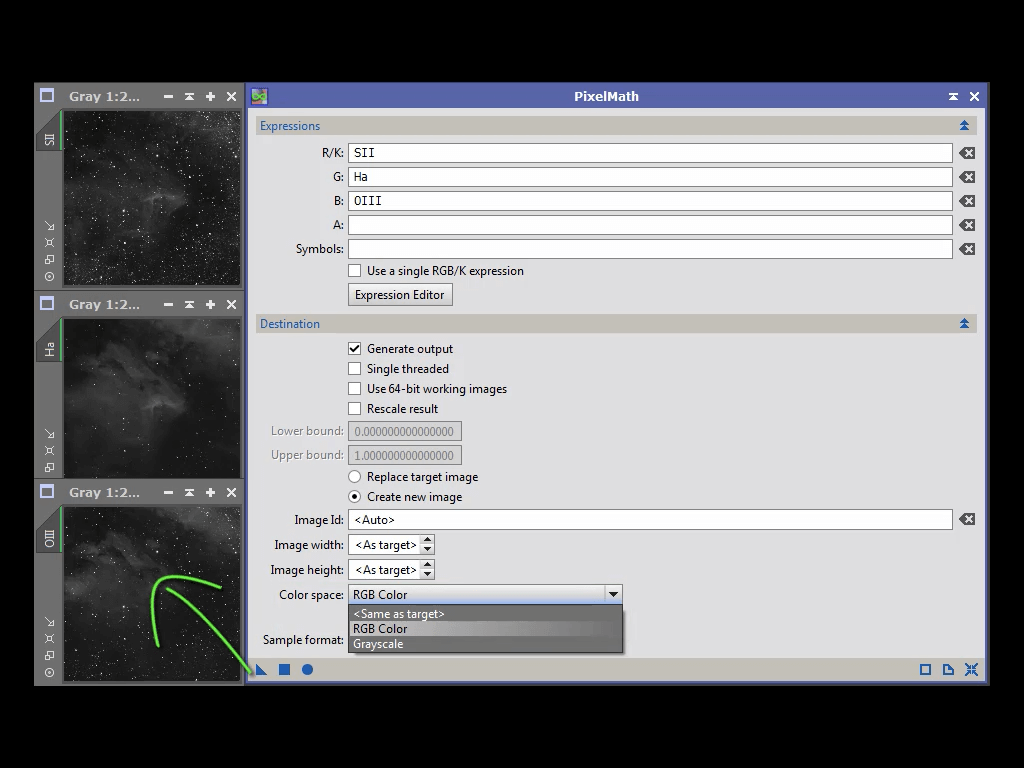 Gray 1:2...
SII
Gray 1:2...
Ha
Gray 1:2...
OIII
PixelMath
Expressions
R/K: SII
G: Ha
B: OIII
A:
Symbols:
Use a single RGB/K expression
Expression Editor
Destination
Generate output
Single threaded
Use 64-bit working images
Rescale result
Lower bound: 0.000000000000000
Upper bound: 1.000000000000000
Replace target image
Create new image
Image Id: <Auto>
Image width: <As target>
Image height: <As target>
Color space: RGB Color
<Same as target>
RGB Color
Grayscale
Sample format: